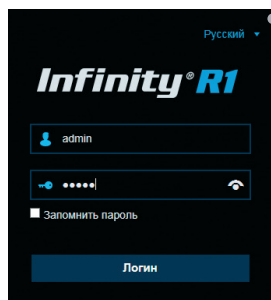 Русский
Infinity® R1
admin
•••••
Запомнить пароль
Логин